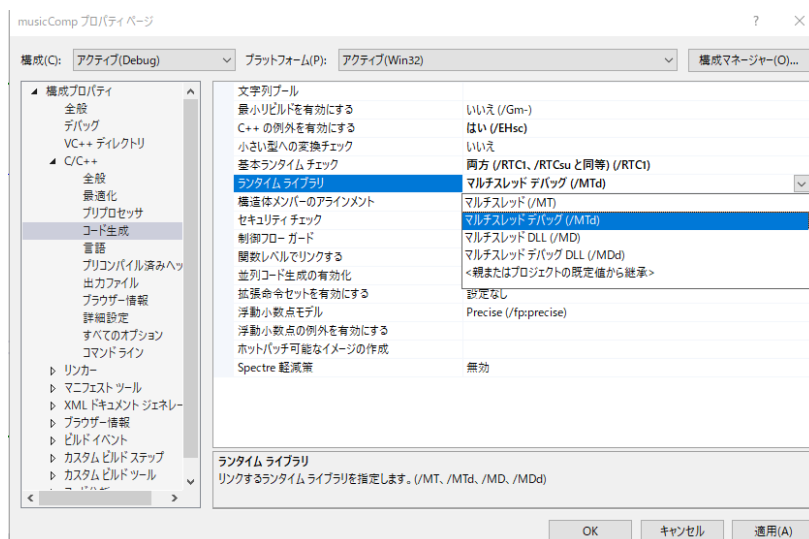 musicComp プロパティ ページ
? ×
構成(C): アクティブ(Debug) プラットフォーム(P): アクティブ(Win32) 構成マネージャー(O)...
構成プロパティ
全般
デバッグ
VC++ ディレクトリ
C/C++
全般
最適化
プリプロセッサ
コード生成
言語
プリコンパイル済みヘッ
出力ファイル
ブラウザー情報
詳細設定
すべてのオプション
コマンド ライン
リンカー
マニフェスト ツール
XML ドキュメント ジェネレー
ブラウザー情報
ビルド イベント
カスタム ビルド ステップ
カスタム ビルド ツール
文字列プール
最小リビルドを有効にする いいえ (/Gm-)
C++ の例外を有効にする はい (/EHsc)
小さい型への変換チェック いいえ
基本ランタイム チェック 両方 (/RTC1、/RTCsu と同等) (/RTC1)
ランタイム ライブラリ マルチスレッド デバッグ (/MTd)
構造体メンバーのアラインメント
セキュリティ チェック
制御フロー ガード
関数レベルでリンクする
並列コード生成の有効化
拡張命令セットを有効にする 設定なし
浮動小数点モデル Precise (/fp:precise)
浮動小数点の例外を有効にする
ホットパッチ可能なイメージの作成
Spectre 軽減策 無効
マルチスレッド (/MT)
マルチスレッド デバッグ (/MTd)
マルチスレッド DLL (/MD)
マルチスレッド デバッグ DLL (/MDd)
<親またはプロジェクトの既定値から継承>
ランタイム ライブラリ
リンクするランタイム ライブラリを指定します。(/MT、/MTd、/MD、/MDd)
OK キャンセル 適用(A)